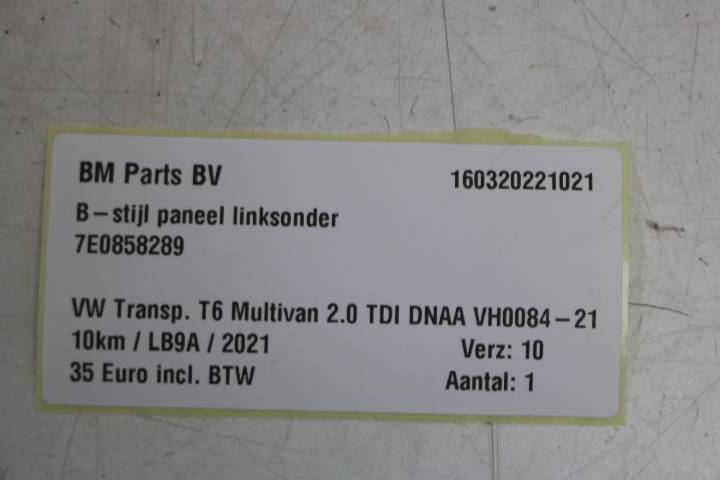 BM Parts BV 160320221021
B-stijl paneel linksonder
7E0858289
VW Transp. T6 Multivan 2.0 TDI DNAA VH0084-21
10km / LB9A / 2021 Verz: 10
35 Euro incl. BTW Aantal: 1